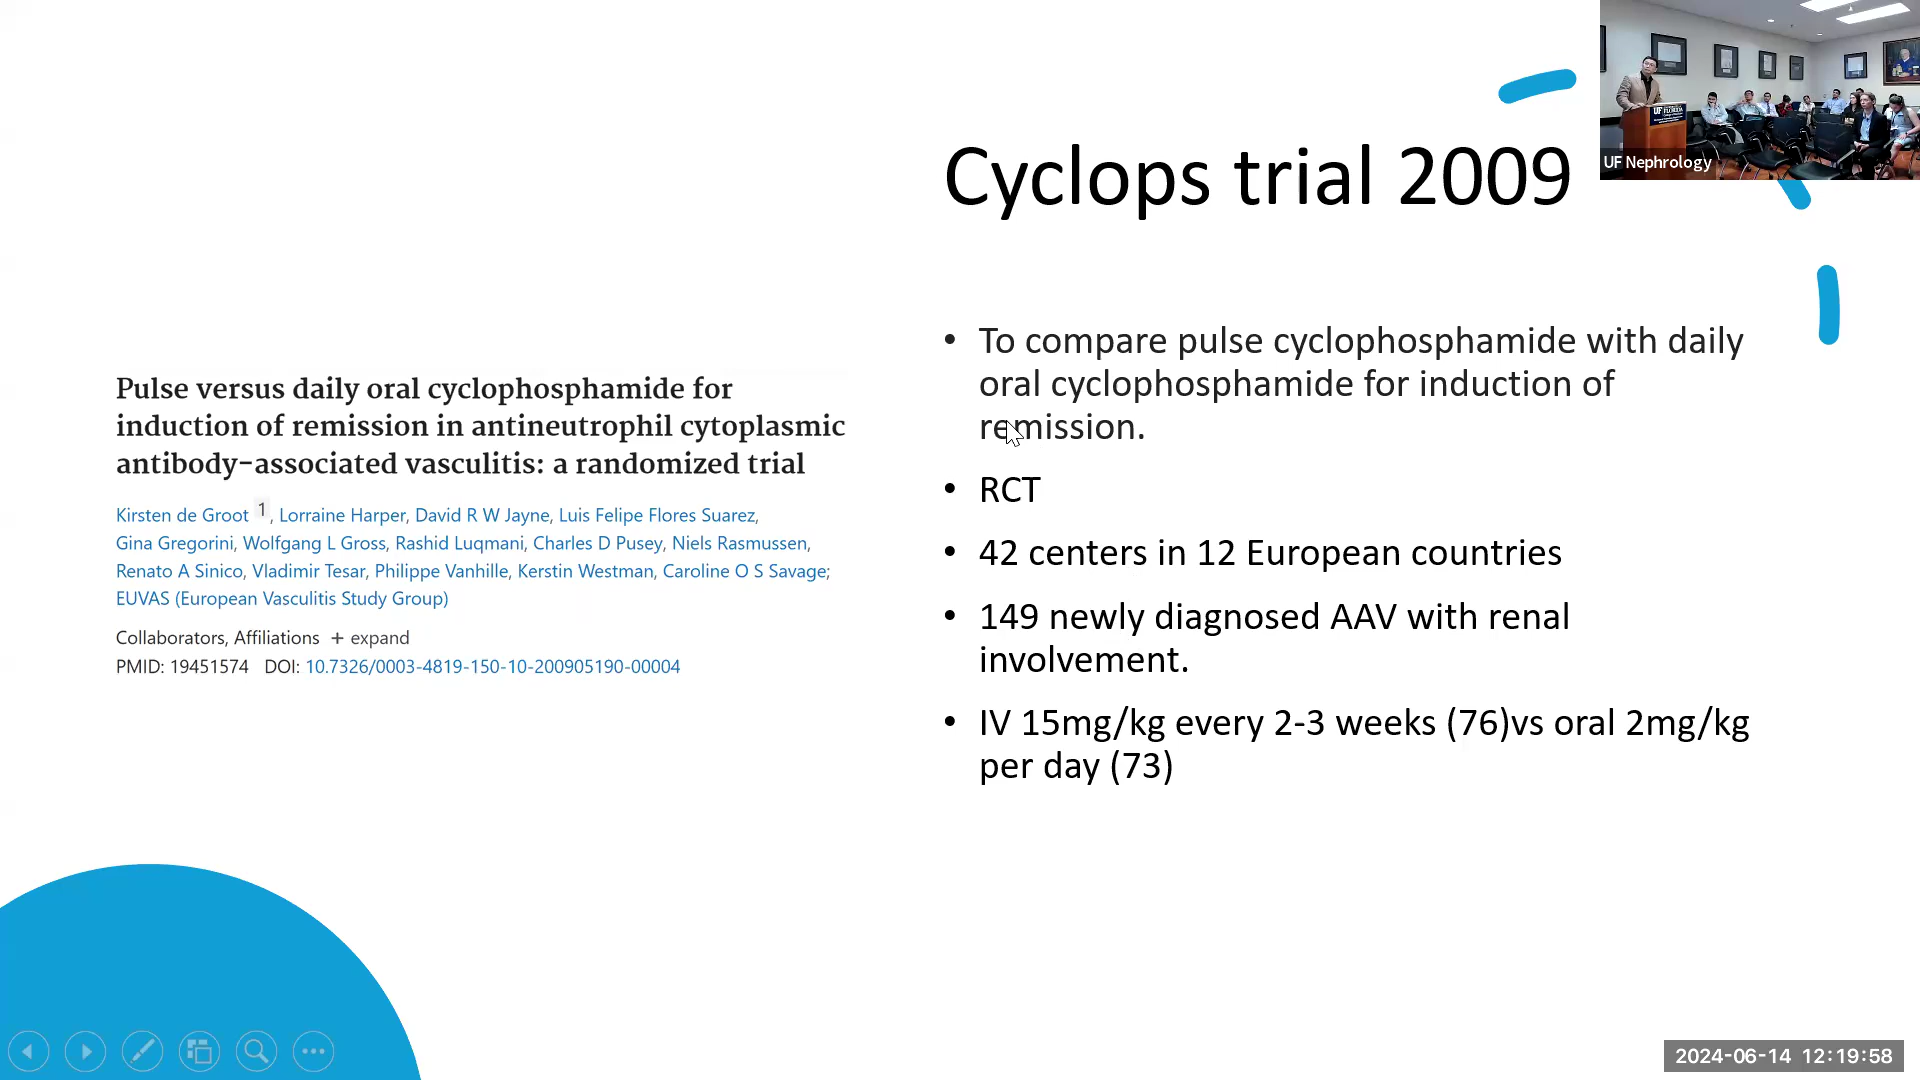 Cyclops trial 2009
UF Nephrology
Pulse versus daily oral cyclophosphamide for
induction of remission in antineutrophil cytoplasmic
antibody-associated vasculitis: a randomized trial
Kirsten de Groot 1, Lorraine Harper, David R W Jayne, Luis Felipe Flores Suarez,
Gina Gregorini, Wolfgang L Gross, Rashid Luqmani, Charles D Pusey, Niels Rasmussen,
Renato A Sinico, Vladimir Tesar, Philippe Vanhille, Kerstin Westman, Caroline O S Savage;
EUVAS (European Vasculitis Study Group)
Collaborators, Affiliations + expand
PMID: 19451574 DOI: 10.7326/0003-4819-150-10-200905190-00004
• To compare pulse cyclophosphamide with daily
oral cyclophosphamide for induction of
remission.
• RCT
• 42 centers in 12 European countries
• 149 newly diagnosed AAV with renal
involvement.
• IV 15mg/kg every 2-3 weeks (76)vs oral 2mg/kg
per day (73)
UF
FLORIDA
2024-06-14 12:19:58